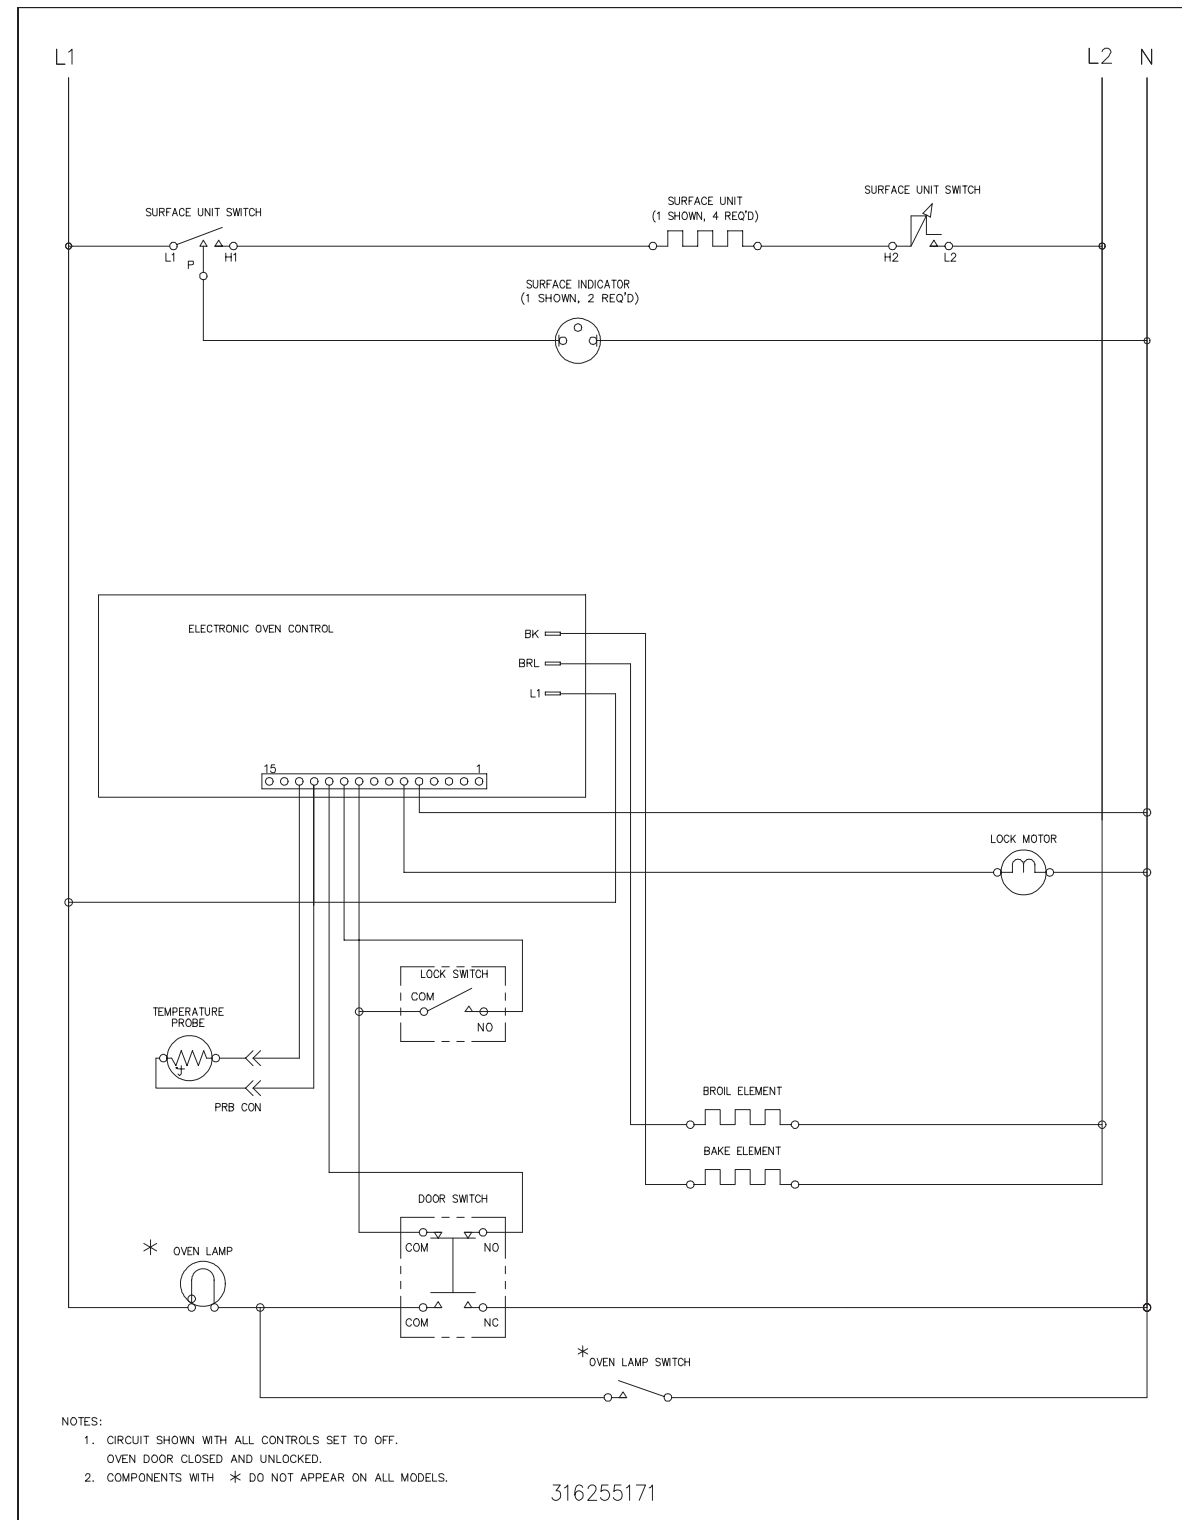 L1
L2 N
SURFACE UNIT SWITCH
SURFACE UNIT
(1 SHOWN, 4 REQ'D)
SURFACE UNIT SWITCH
L1
P
H1
H2
L2
SURFACE INDICATOR
(1 SHOWN, 2 REQ'D)
ELECTRONIC OVEN CONTROL
BK
BRL
L1
15
1
LOCK MOTOR
LOCK SWITCH
COM
NO
TEMPERATURE
PROBE
PRB CON
BROIL ELEMENT
BAKE ELEMENT
DOOR SWITCH
COM
NO
* OVEN LAMP
COM
NC
* OVEN LAMP SWITCH
NOTES:
1. CIRCUIT SHOWN WITH ALL CONTROLS SET TO OFF.
OVEN DOOR CLOSED AND UNLOCKED.
2. COMPONENTS WITH * DO NOT APPEAR ON ALL MODELS.
316255171